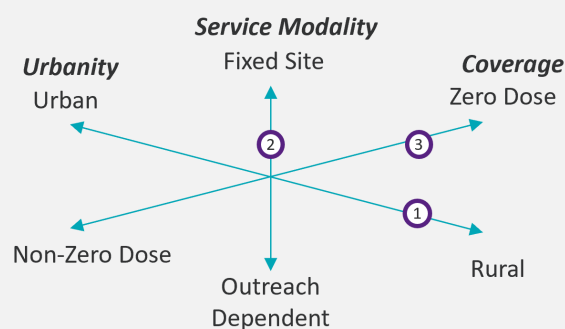 Service Modality
Fixed Site
Urbanity
Urban
Coverage
Zero Dose
2
3
1
Non-Zero Dose
Rural
Outreach
Dependent